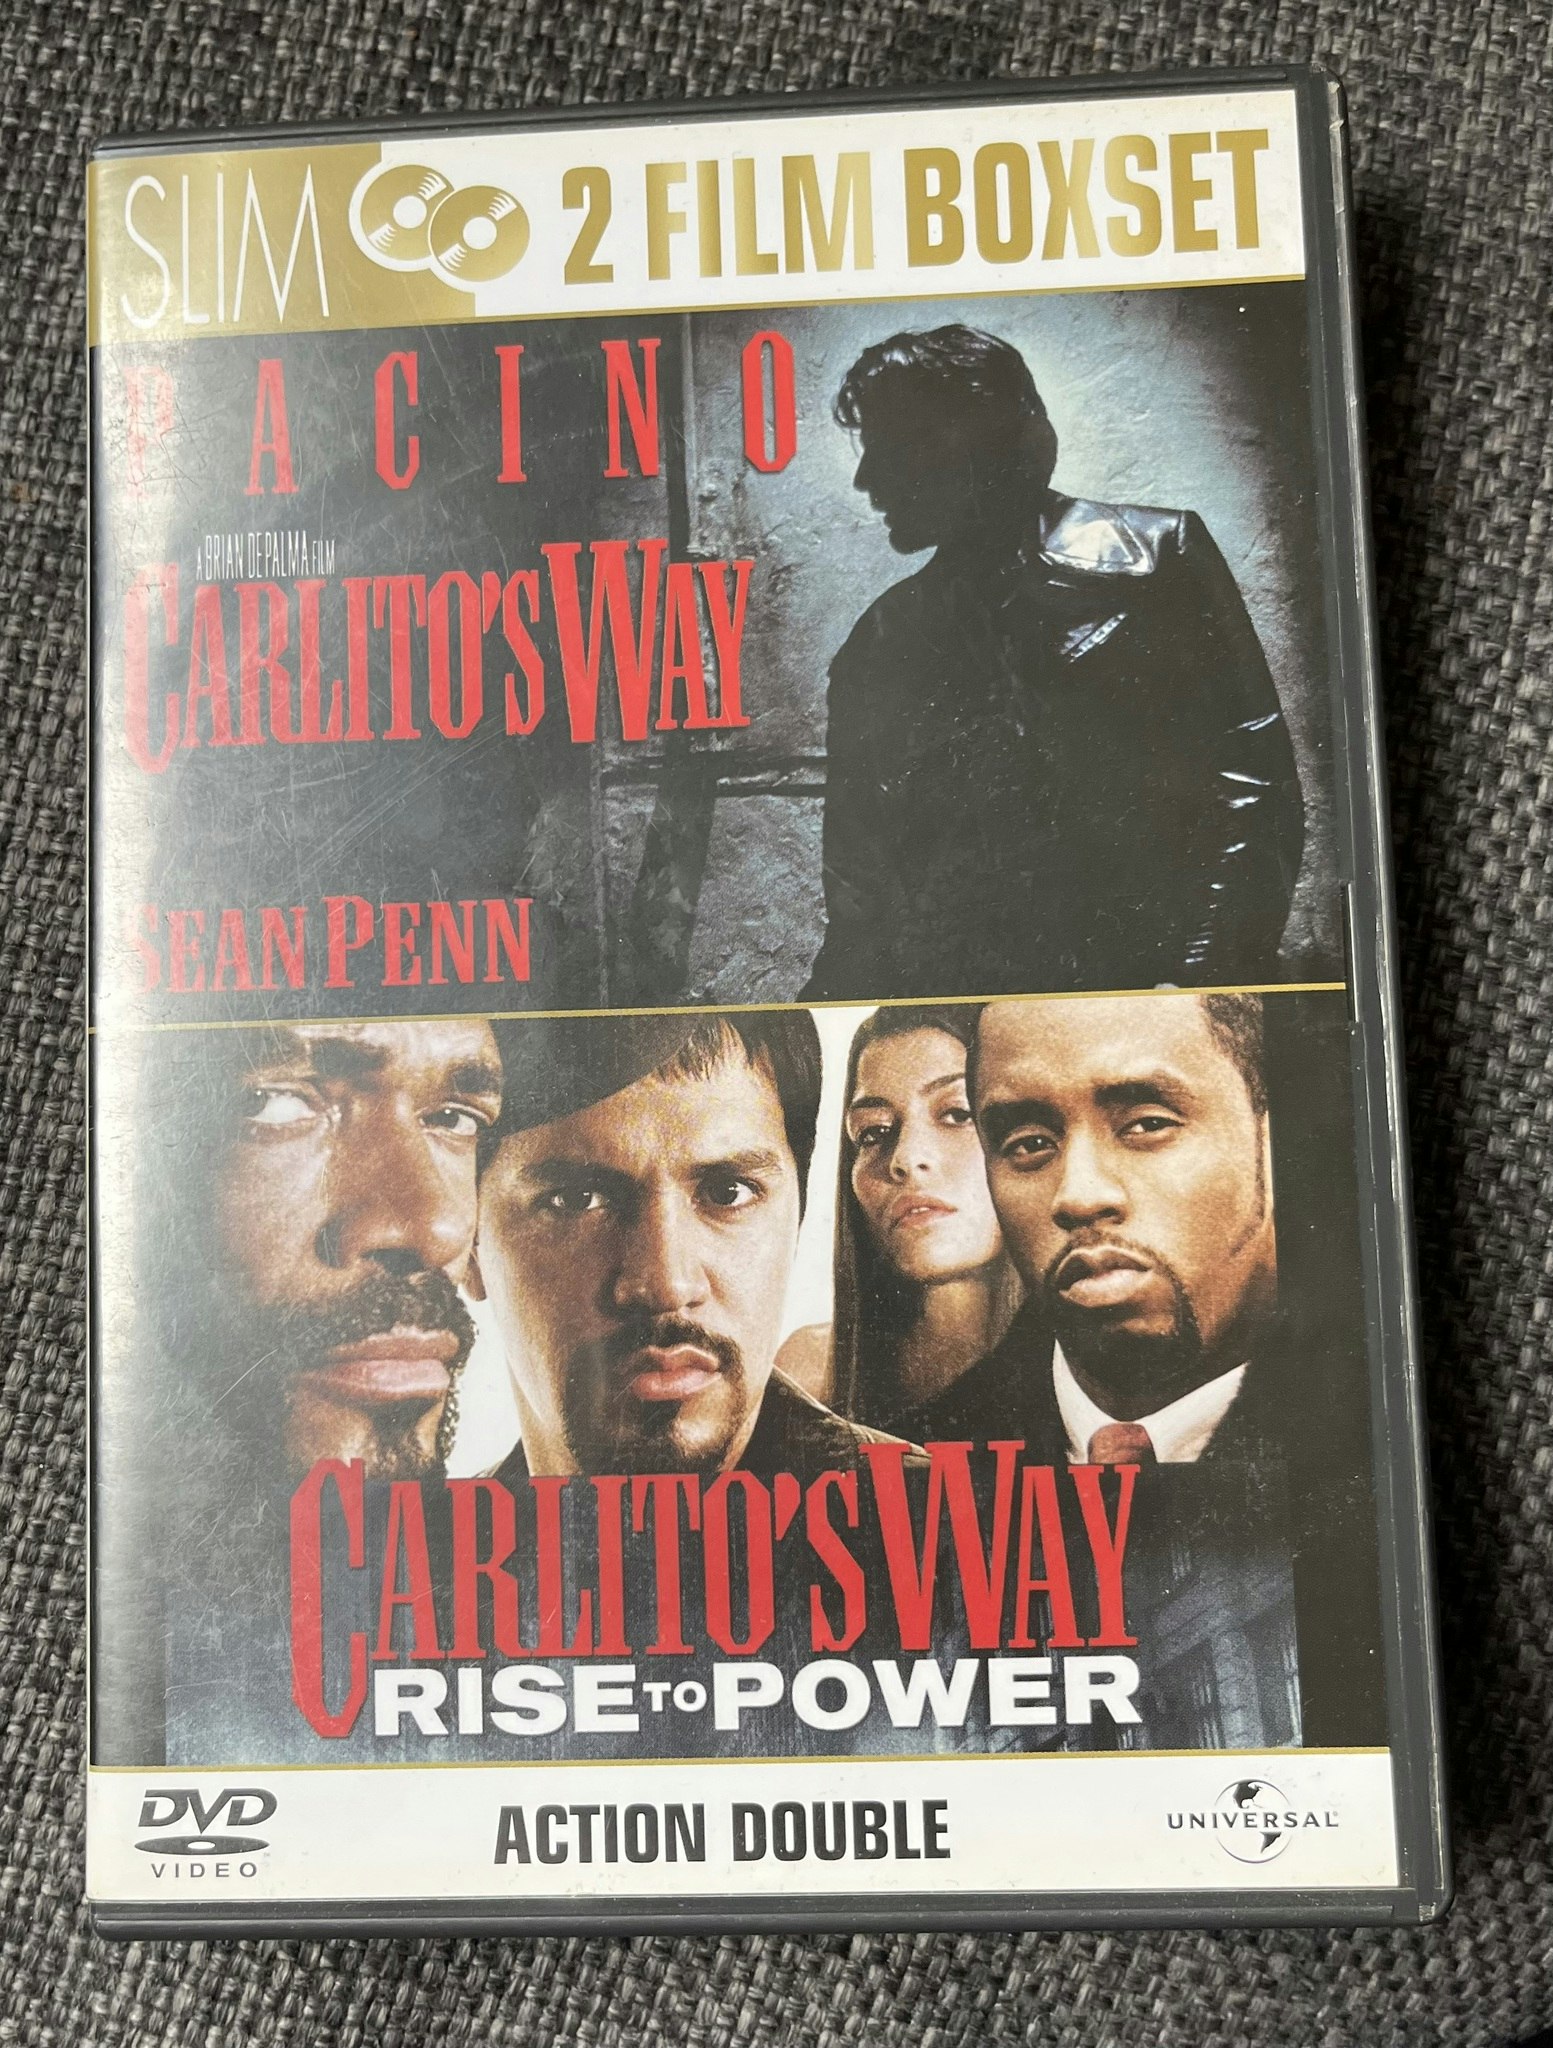 SLIM
2 FILM BOXSET
PACINO
A BRIAN DE PALMA FILM
CARLITO'S WAY
SEAN PENN
CARLITO'S WAY
RISE TO POWER
DVD
VIDEO
ACTION DOUBLE
UNIVERSAL